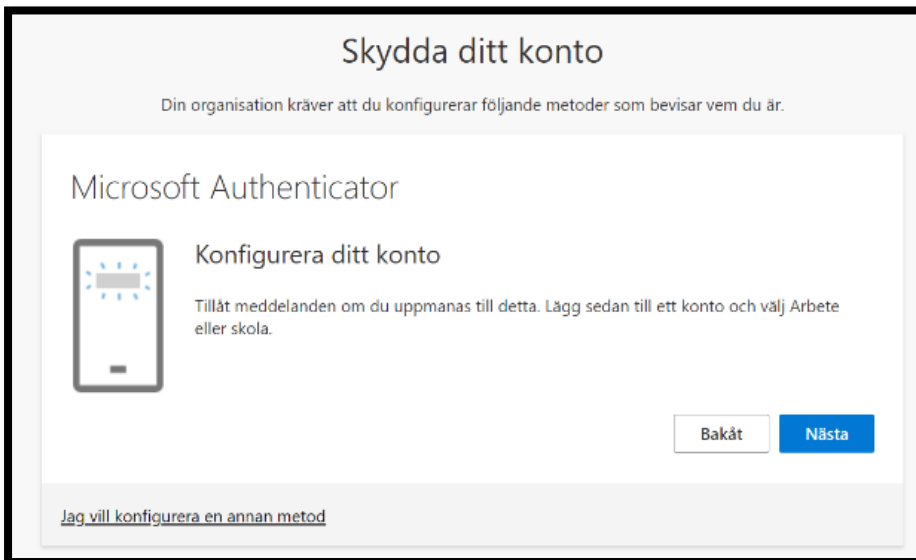 Skydda ditt konto
Din organisation kräver att du konfigurerar följande metoder som bevisar vem du är.
Microsoft Authenticator
Konfigurera ditt konto
Tillåt meddelanden om du uppmanas till detta. Lägg sedan till ett konto och välj Arbete
eller skola.
Bakåt
Nästa
Jag vill konfigurera en annan metod